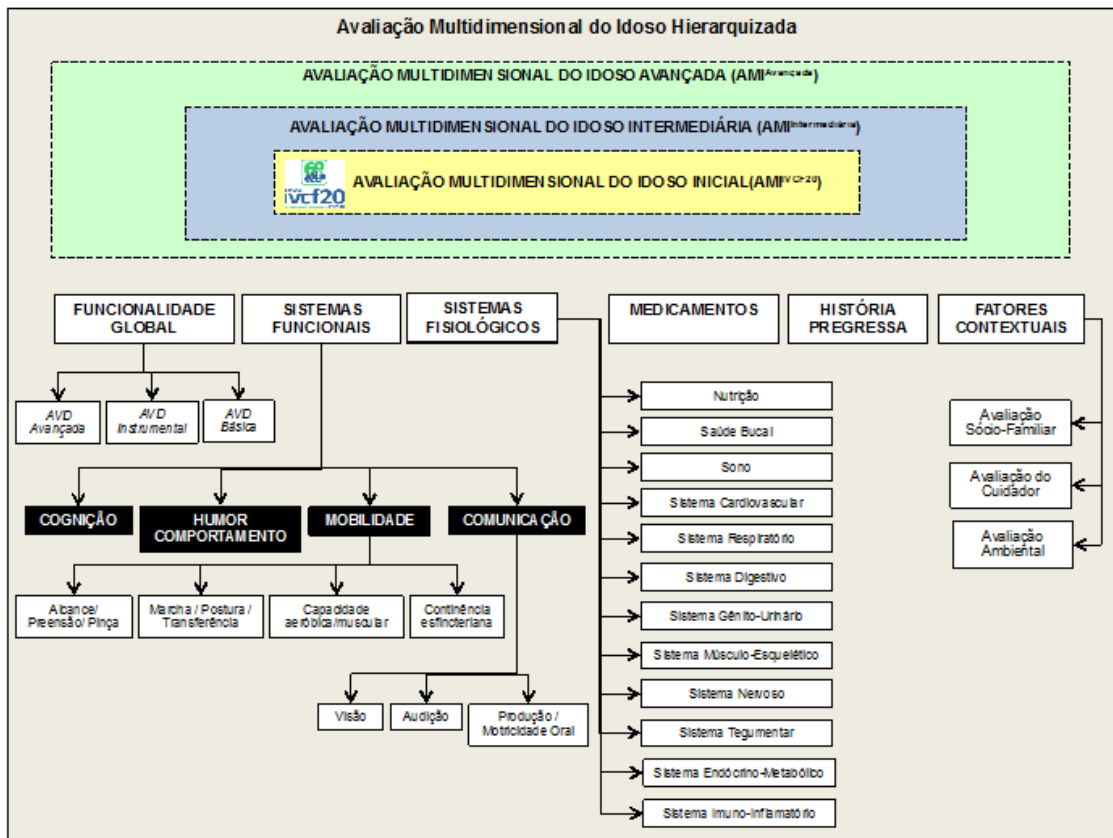 Avaliação Multidimensional do Idoso Hierarquizada
AVALIAÇÃO MULTIDIMENSIONAL DO IDOSO AVANÇADA (AMIAvançada)
AVALIAÇÃO MULTIDIMENSIONAL DO IDOSO INTERMEDIÁRIA (AMIIntermediária)
ivcf20
AVALIAÇÃO MULTIDIMENSIONAL DO IDOSO INICIAL(AMIIVCF20)
FUNCIONALIDADE
GLOBAL
SISTEMAS
FUNCIONAIS
SISTEMAS
FISIOLÓGICOS
MEDICAMENTOS
HISTÓRIA
PREGRESSA
FATORES
CONTEXTUAIS
AVD
Avançada
AVD
Instrumental
AVD
Básica
COGNIÇÃO
HUMOR
COMPORTAMENTO
MOBILIDADE
COMUNICAÇÃO
Alcance/
Preensão/ Pinça
Marcha / Postura /
Transferência
Capacidade
aeróbica/muscular
Continência
esfincteriana
Visão
Audição
Produção /
Motricidade Oral
Nutrição
Saúde Bucal
Sono
Sistema Cardiovascular
Sistema Respiratório
Sistema Digestivo
Sistema Gênito-Urinário
Sistema Músculo-Esquelético
Sistema Nervoso
Sistema Tegumentar
Sistema Endócrino-Metabólico
Sistema Imuno-Inflamatório
Avaliação
Sócio-Familiar
Avaliação do
Cuidador
Avaliação
Ambiental